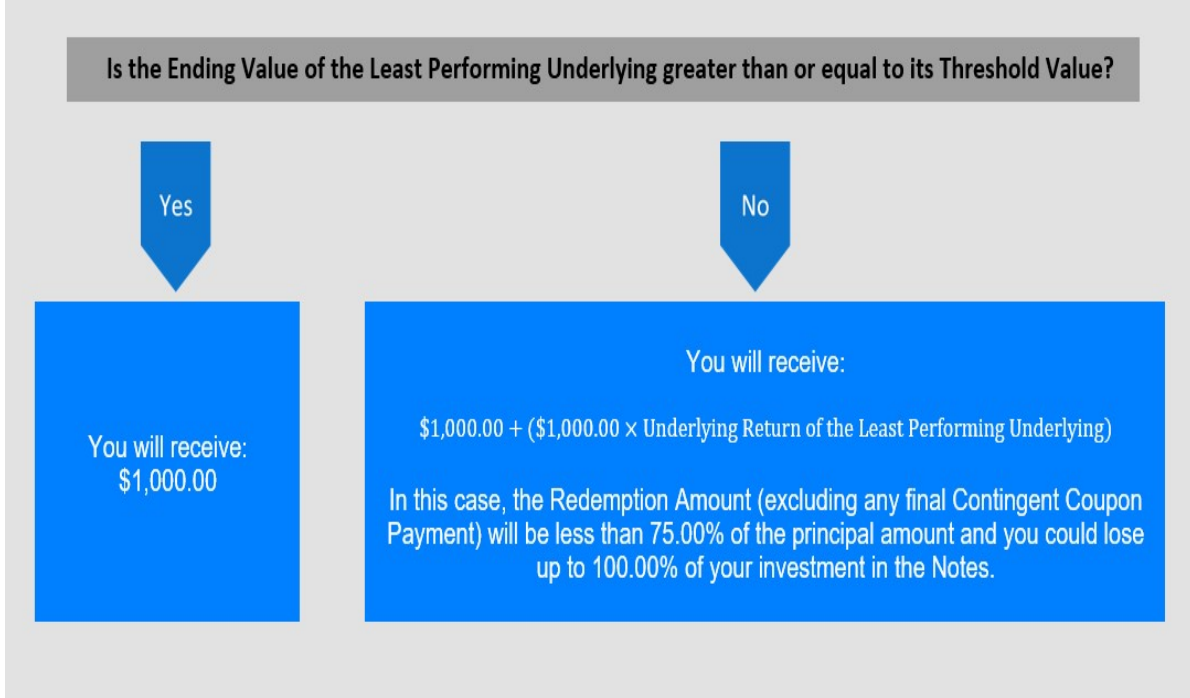 Is the Ending Value of the Least Performing Underlying greater than or equal to its Threshold Value?
Yes
No
You will receive:
$1,000.00
You will receive:
$1,000.00 + ($1,000.00 × Underlying Return of the Least Performing Underlying)
In this case, the Redemption Amount (excluding any final Contingent Coupon
Payment) will be less than 75.00% of the principal amount and you could lose
up to 100.00% of your investment in the Notes.